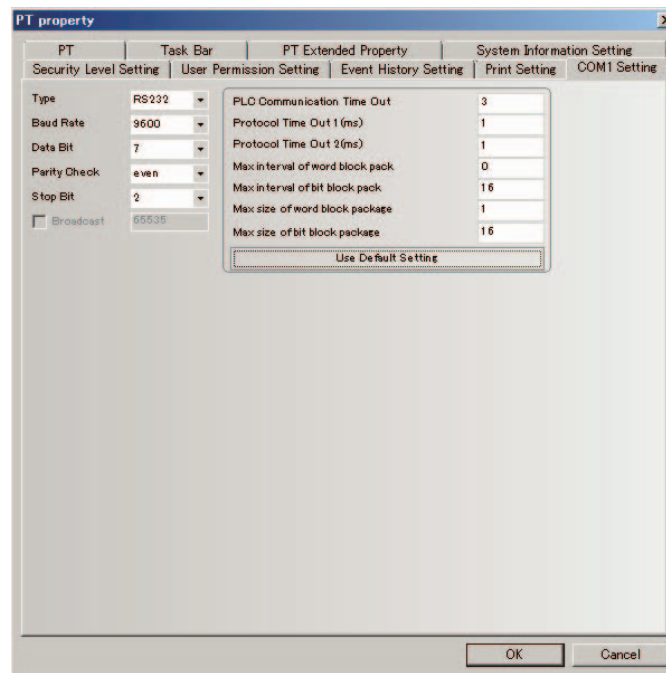 PT property
PT Task Bar PT Extended Property System Information Setting
Security Level Setting User Permission Setting Event History Setting Print Setting COM1 Setting
Type RS232
Baud Rate 9600
Data Bit 7
Parity Check even
Stop Bit 2
Broadcast 65535
PLC Communication Time Out 3
Protocol Time Out 1(ms) 1
Protocol Time Out 2(ms) 1
Max interval of word block pack 0
Max interval of bit block pack 16
Max size of word block package 1
Max size of bit block package 16
Use Default Setting
OK Cancel